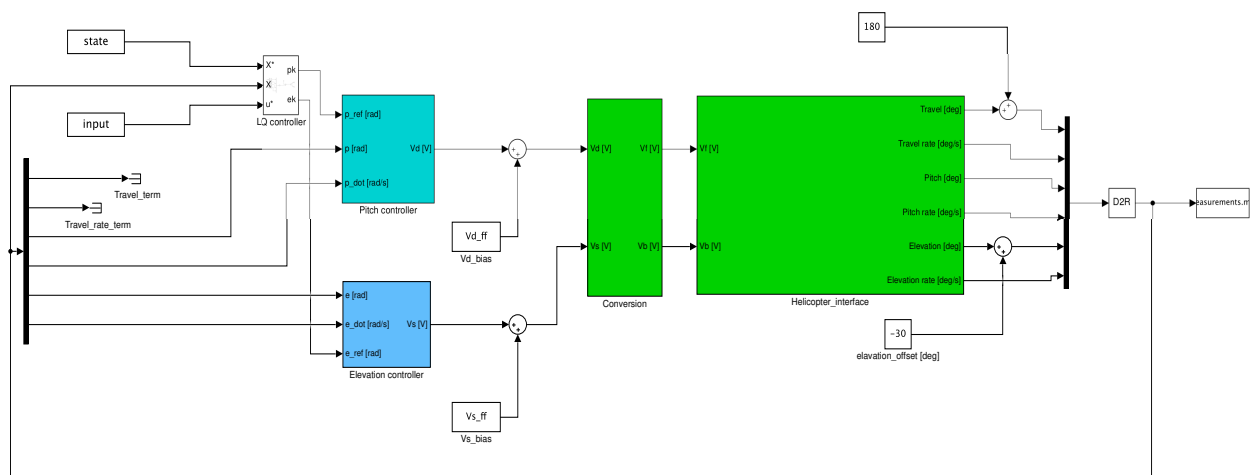 state
input
X*
X
u*
pk
ek
LQ controller
Travel_term
Travel_rate_term
p_ref [rad]
p [rad]
p_dot [rad/s]
Vd [V]
Pitch controller
Vd_ff
Vd_bias
e [rad]
e_dot [rad/s]
e_ref [rad]
Vs [V]
Elevation controller
Vs_ff
Vs_bias
Vd [V]
Vs [V]
Vf [V]
Vb [V]
Conversion
Vf [V]
Vb [V]
Travel [deg]
Travel rate [deg/s]
Pitch [deg]
Pitch rate [deg/s]
Elevation [deg]
Elevation rate [deg/s]
Helicopter_interface
180
-30
elavation_offset [deg]
D2R
easurements.m